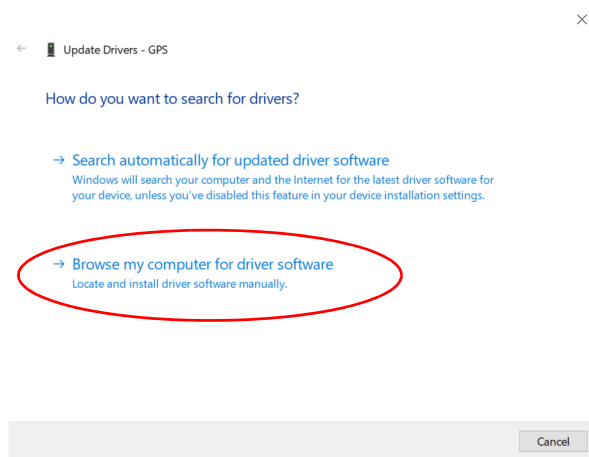 Update Drivers - GPS
How do you want to search for drivers?
Search automatically for updated driver software
Windows will search your computer and the Internet for the latest driver software for
your device, unless you've disabled this feature in your device installation settings.
Browse my computer for driver software
Locate and install driver software manually.
Cancel